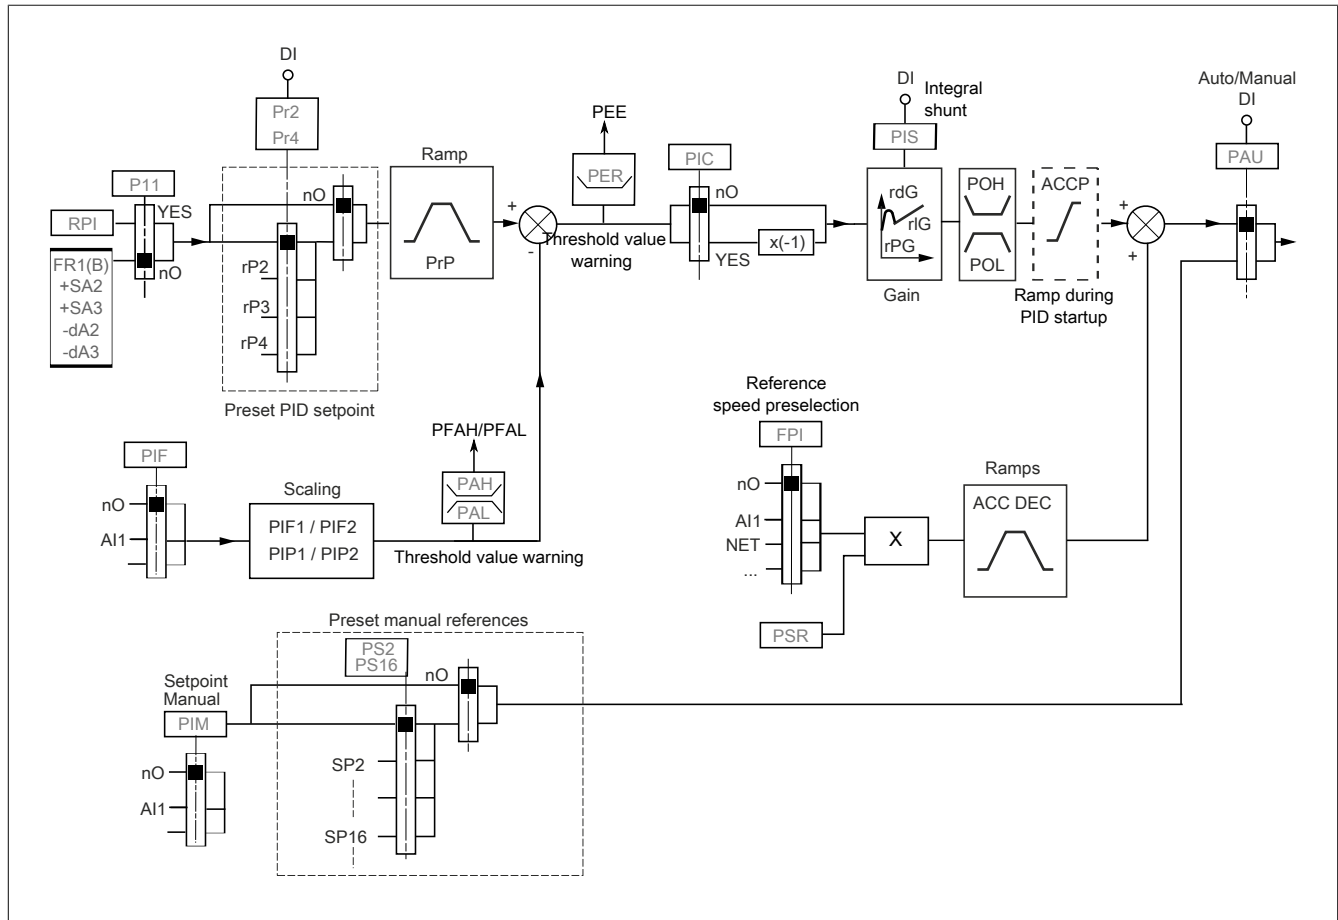 DI
Pr2
Pr4
P11
YES
RPI
nO
FR1(B)
+SA2
+SA3
-dA2
-dA3
nO
rP2
rP3
rP4
Preset PID setpoint
Ramp
PrP
+
-
PEE
PER
Threshold value
warning
PIC
nO
YES
x(-1)
DI
Integral
shunt
PIS
rdG
rIG
rPG
Gain
POH
POL
ACCP
Ramp during
PID startup
+
+
Auto/Manual
DI
PAU
PIF
nO
AI1
Scaling
PIF1 / PIF2
PIP1 / PIP2
PFAH/PFAL
PAH
PAL
Threshold value warning
Reference
speed preselection
FPI
nO
AI1
NET
...
X
PSR
Ramps
ACC DEC
Preset manual references
PS2
PS16
nO
Setpoint
Manual
PIM
nO
AI1
SP2
SP16